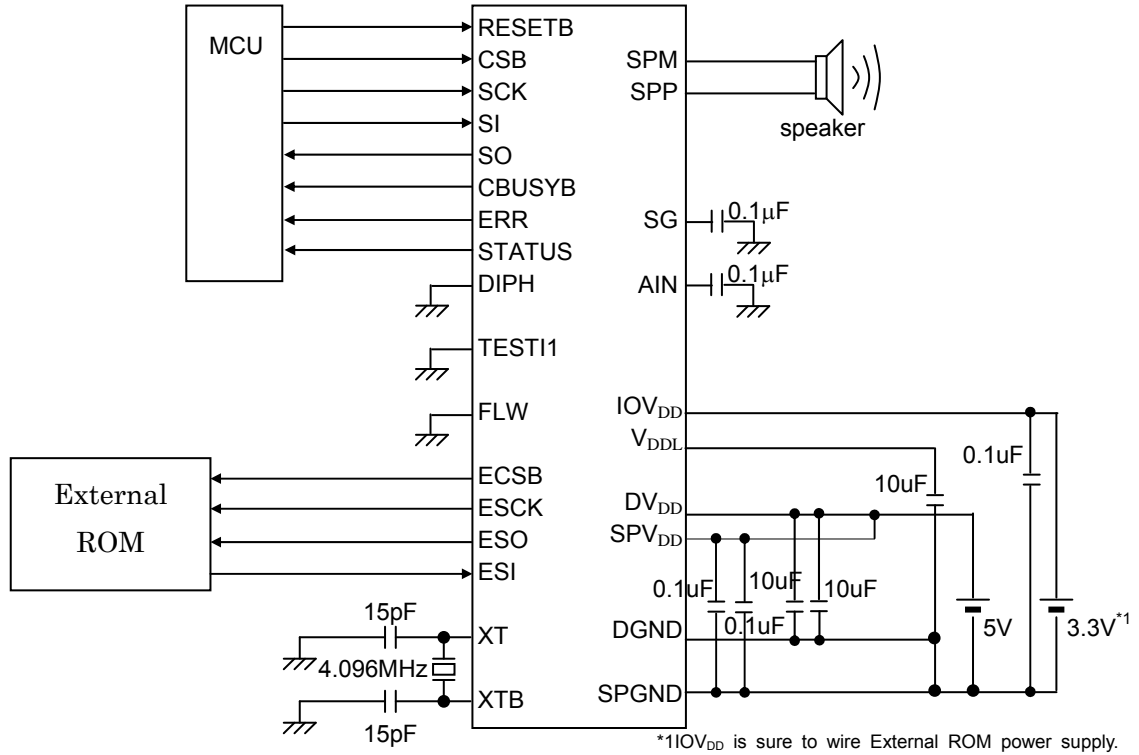 MCU
RESETB
CSB
SCK
SI
SO
CBUSYB
ERR
STATUS
DIPH
TESTI1
FLW
External
ROM
ECSB
ESCK
ESO
ESI
15pF
XT
4.096MHz
XTB
15pF
SPM
SPP
speaker
SG
0.1μF
AIN
0.1μF
IOVDD
VDDL
0.1uF
10uF
DVDD
SPVDD
0.1uF
10uF
0.1uF
10uF
DGND
5V
3.3V*1
SPGND
*1IOVDD is sure to wire External ROM power supply.